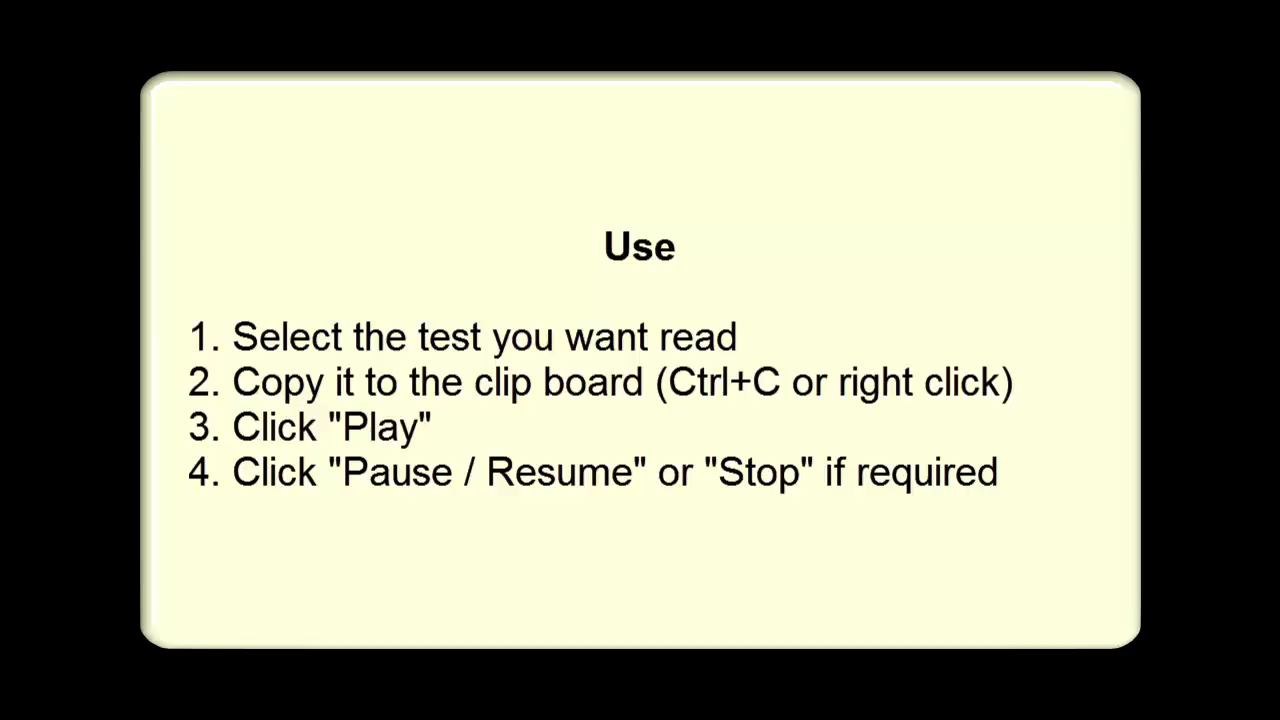 Use
1. Select the test you want read
2. Copy it to the clip board (Ctrl+C or right click)
3. Click "Play"
4. Click "Pause / Resume" or "Stop" if required